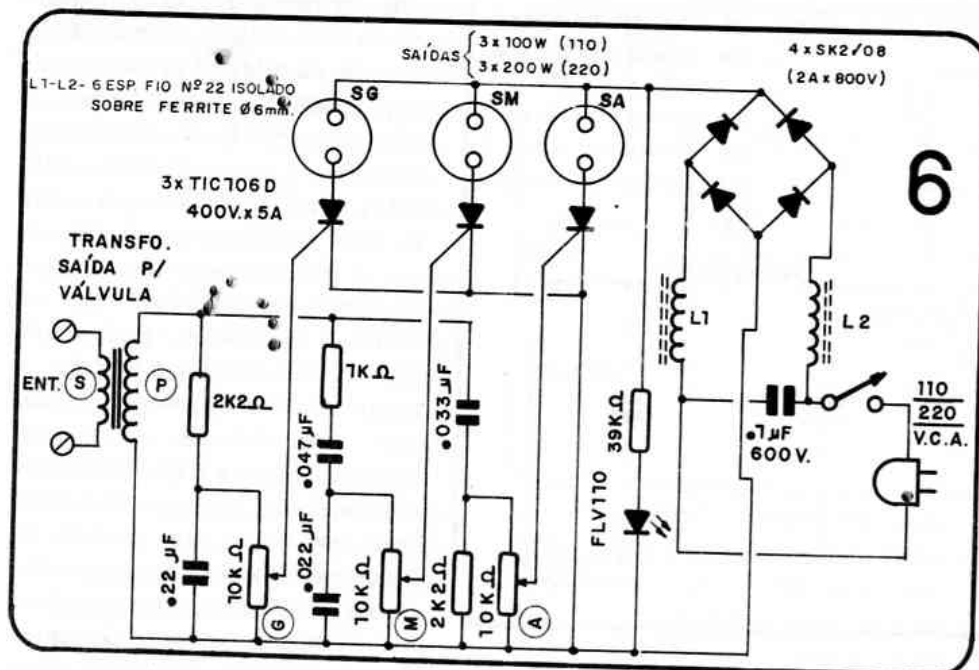 SAÍDAS { 3 x 100W (110)
3 x 200W (220)
4 x SK2/08
(2A x 800V)
L1-L2- 6 ESP. FIO Nº 22 ISOLADO
SOBRE FERRITE Ø 6mm.
SG
SM
SA
6
3 x TIC106 D
400V. x 5A
TRANSFO.
SAÍDA P/
VÁLVULA
ENT.
S
P
2K2Ω
1KΩ
.047µF
.033µF
39KΩ
L1
L2
.1µF
600V.
110
220
V.C.A.
FLV110
.22µF
10KΩ
G
.022µF
10KΩ
M
2K2Ω
10KΩ
A